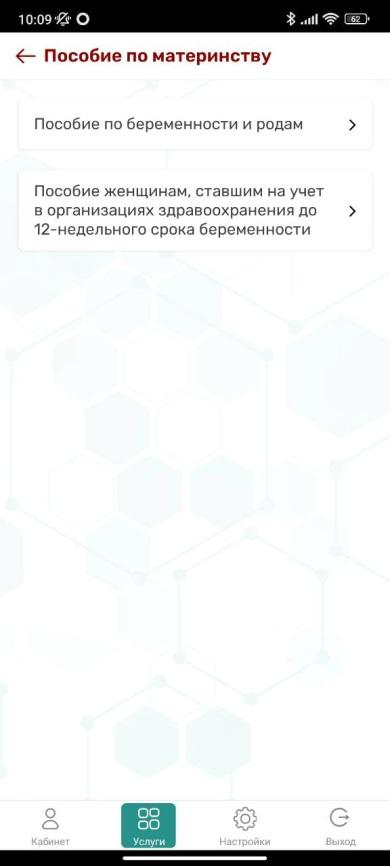 10:09
62
Пособие по материнству
Пособие по беременности и родам
Пособие женщинам, ставшим на учет
в организациях здравоохранения до
12-недельного срока беременности
Кабинет
Услуги
Настройки
Выход